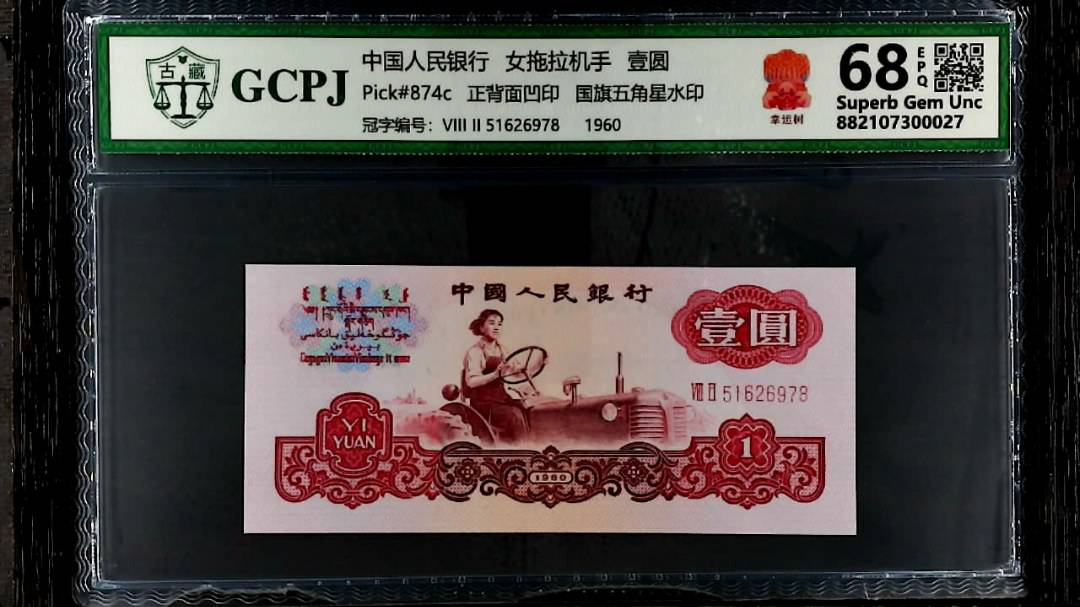 古藏
GCPJ
中国人民银行 女拖拉机手 壹圆
Pick#874c 正背面凹印 国旗五角星水印
冠字编号: VIII II 51626978 1960
幸运树
68 EPQ
Superb Gem Unc
882107300027
中國人民銀行
壹圓
VIII II 51626978
YI
YUAN
1
1960